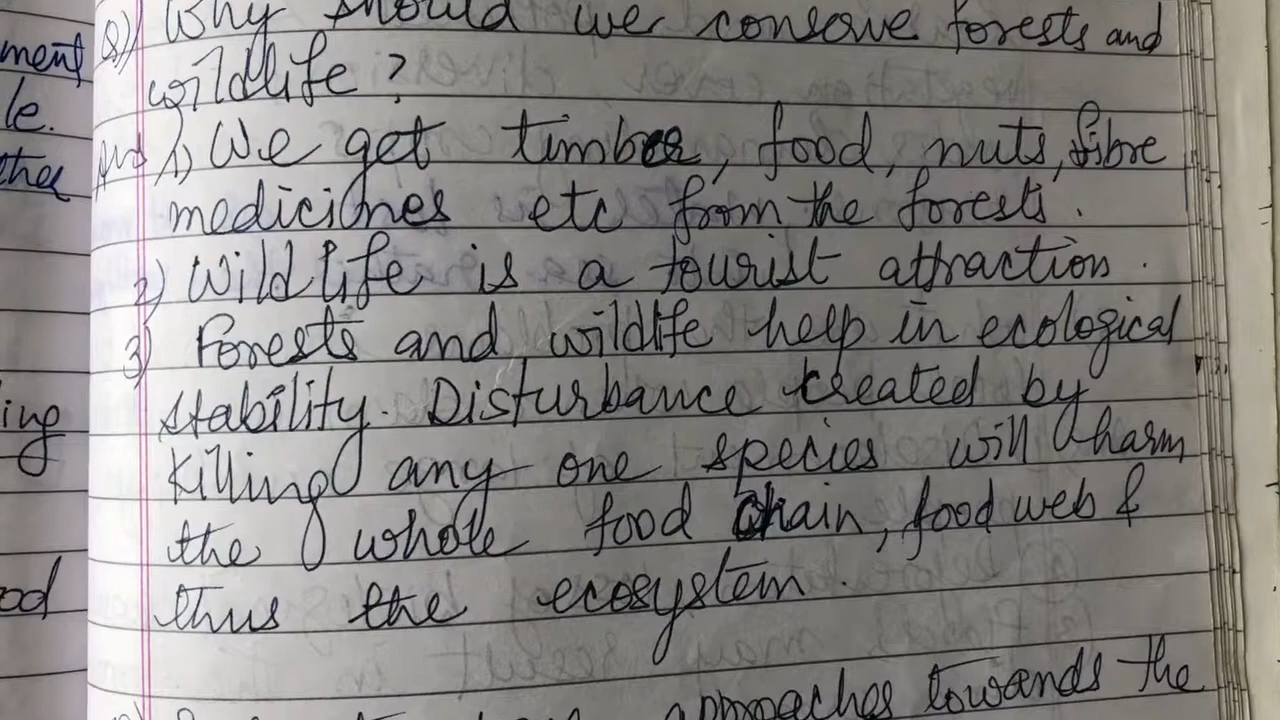 ment
le.
ing
Q) Why should we conserve forests and
wildlife?
Ans 1) We get timber, food, nuts, fibre
medicines etc from the forests.
2) Wildlife is a tourist attraction.
3) Forests and wildlife help in ecological
stability. Disturbance created by
killing any one species will harm
the whole food chain, food web &
thus the ecosystem.
approaches towards the